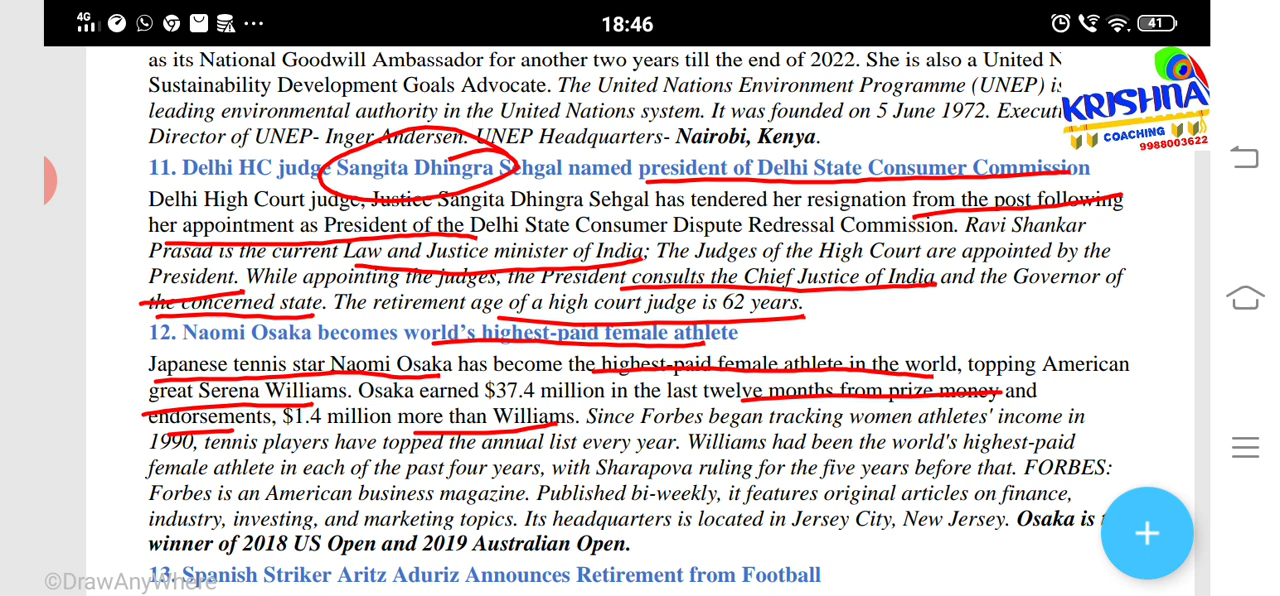 4G
18:46
41
as its National Goodwill Ambassador for another two years till the end of 2022. She is also a United N
Sustainability Development Goals Advocate. The United Nations Environment Programme (UNEP) is
leading environmental authority in the United Nations system. It was founded on 5 June 1972. Executi
Director of UNEP- Inger Andersen. UNEP Headquarters- Nairobi, Kenya.
KRISHNA
COACHING
9988003622
11. Delhi HC judge Sangita Dhingra Sehgal named president of Delhi State Consumer Commission
Delhi High Court judge, Justice Sangita Dhingra Sehgal has tendered her resignation from the post following
her appointment as President of the Delhi State Consumer Dispute Redressal Commission. Ravi Shankar
Prasad is the current Law and Justice minister of India; The Judges of the High Court are appointed by the
President. While appointing the judges, the President consults the Chief Justice of India and the Governor of
the concerned state. The retirement age of a high court judge is 62 years.
12. Naomi Osaka becomes world's highest-paid female athlete
Japanese tennis star Naomi Osaka has become the highest-paid female athlete in the world, topping American
great Serena Williams. Osaka earned $37.4 million in the last twelve months from prize money and
endorsements, $1.4 million more than Williams. Since Forbes began tracking women athletes' income in
1990, tennis players have topped the annual list every year. Williams had been the world's highest-paid
female athlete in each of the past four years, with Sharapova ruling for the five years before that. FORBES:
Forbes is an American business magazine. Published bi-weekly, it features original articles on finance,
industry, investing, and marketing topics. Its headquarters is located in Jersey City, New Jersey. Osaka is
winner of 2018 US Open and 2019 Australian Open.
13. Spanish Striker Aritz Aduriz Announces Retirement from Football
©DrawAnyWhere